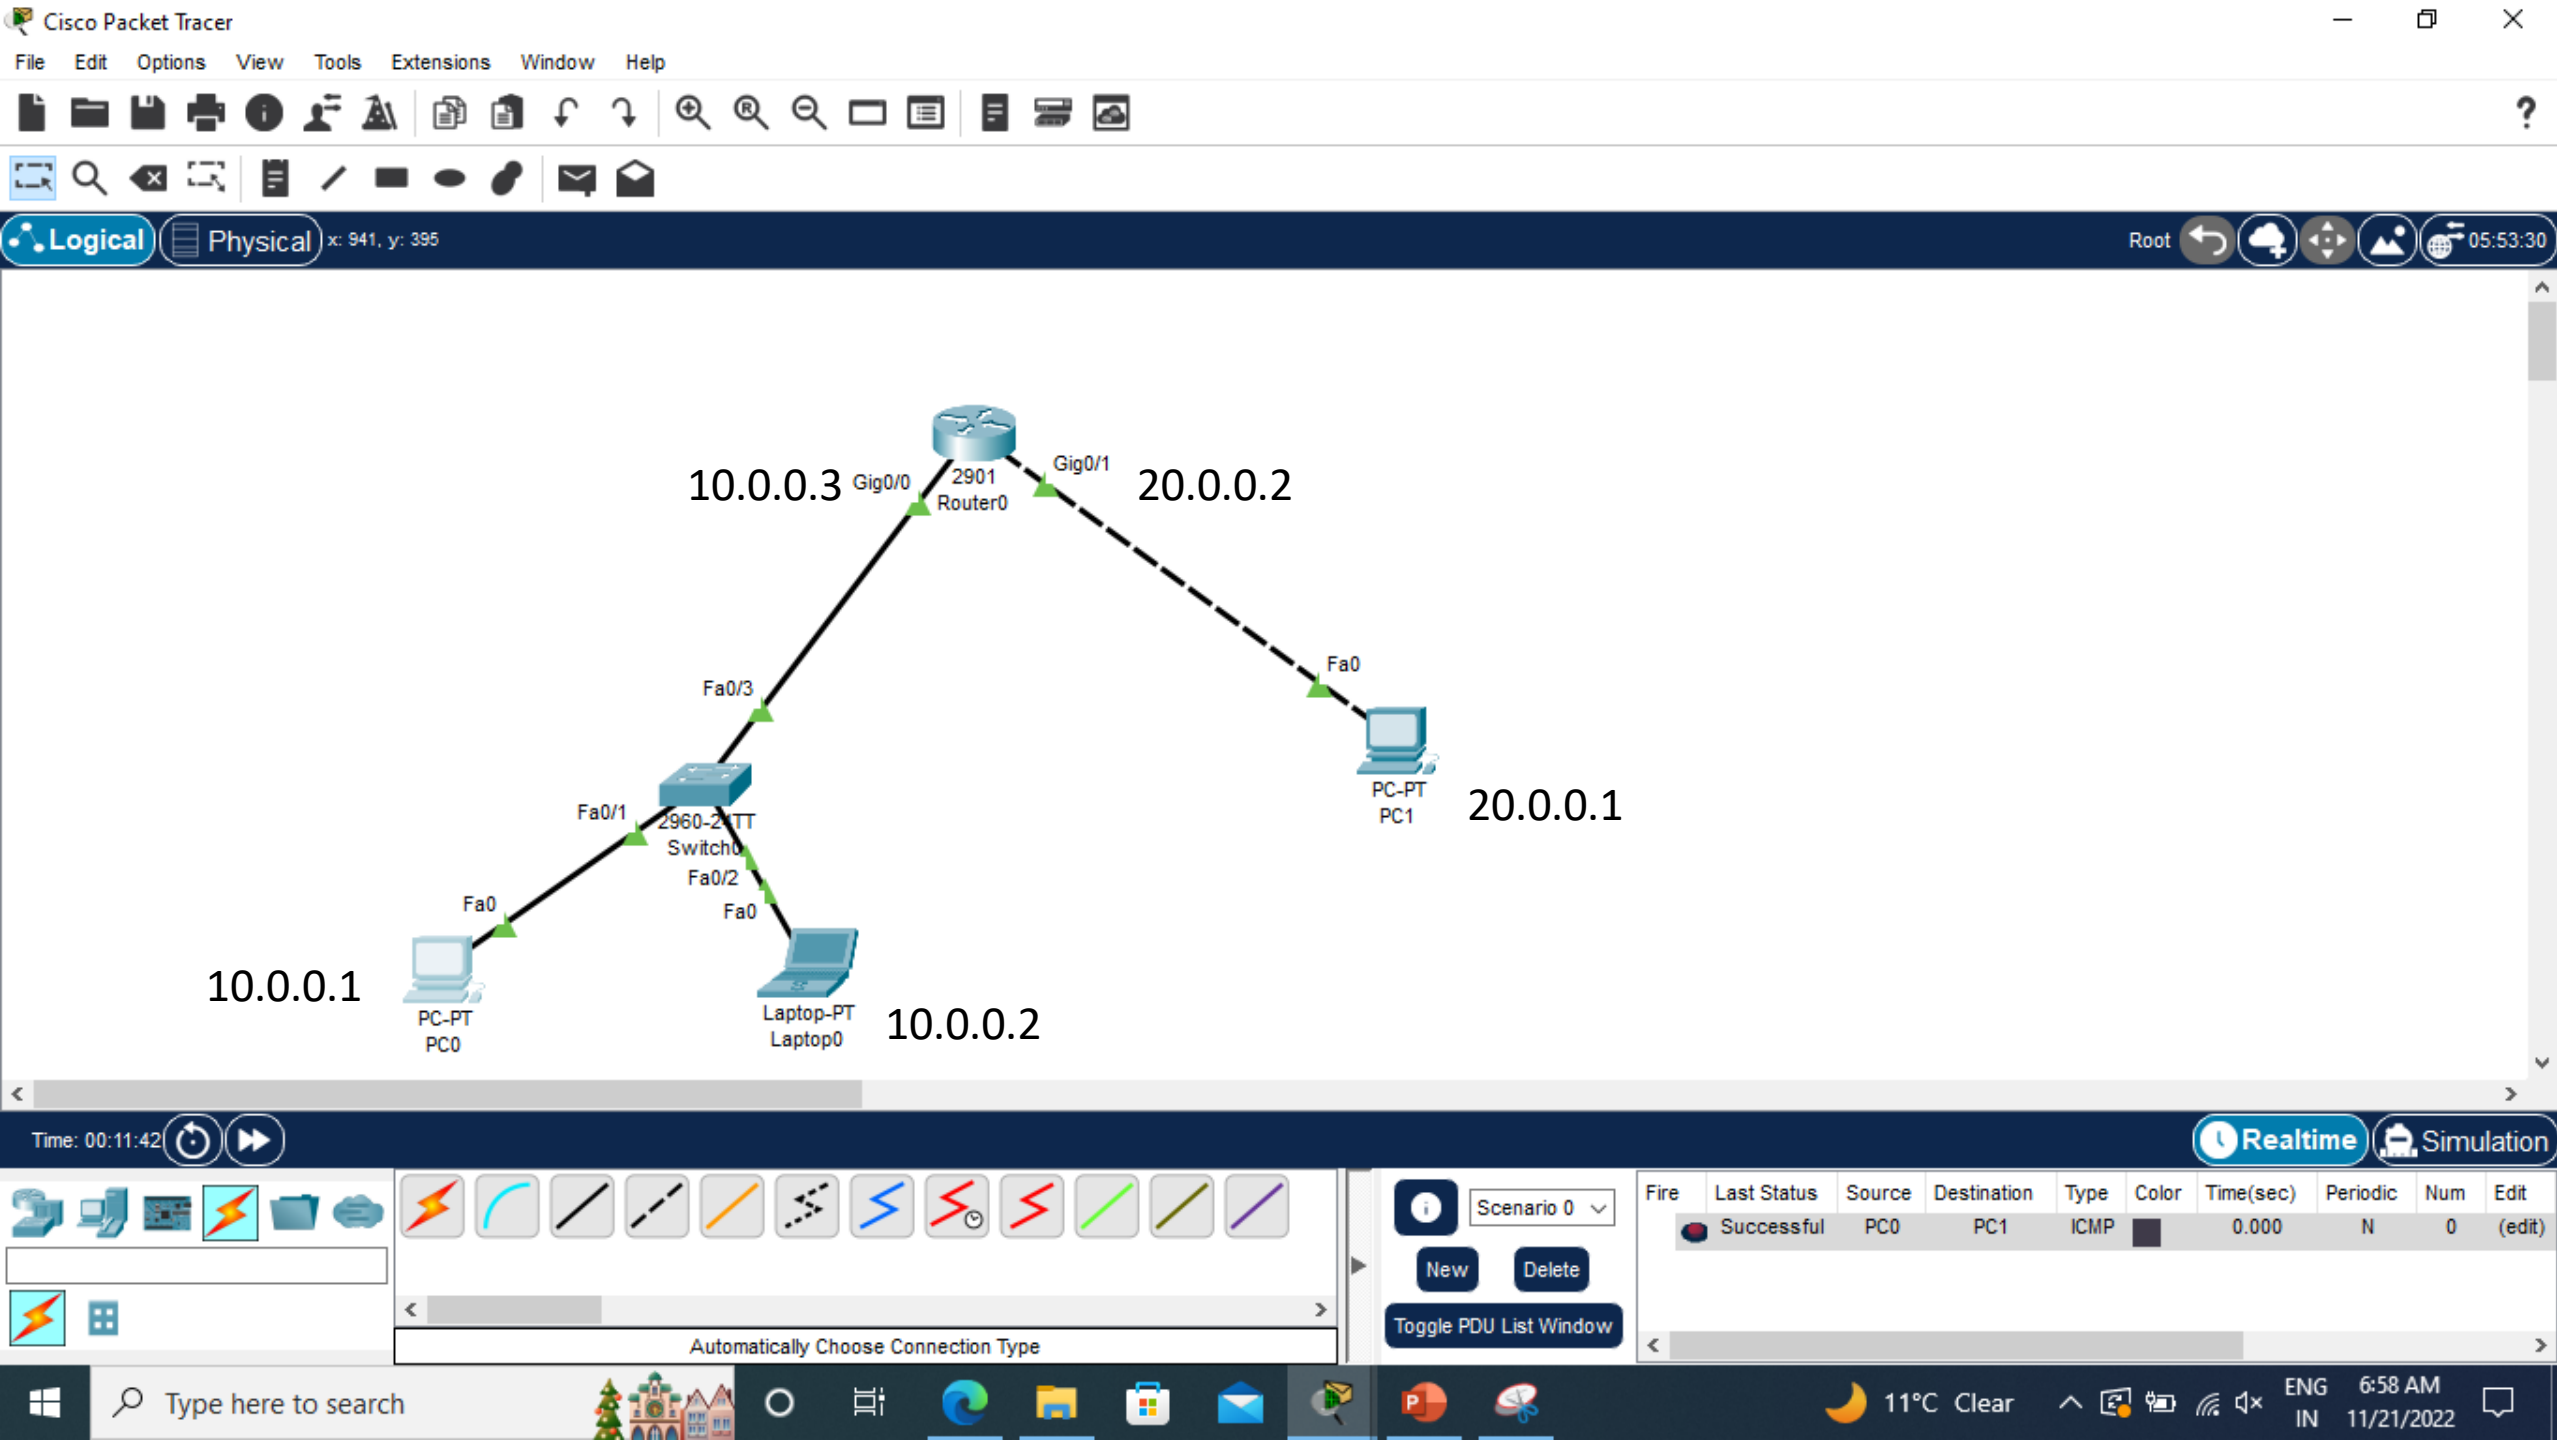 Cisco Packet Tracer
File Edit Options View Tools Extensions Window Help
Logical Physical x: 941, y: 395 Root 05:53:30
10.0.0.3 Gig0/0 2901 Gig0/1 20.0.0.2
Router0
Fa0/3
Fa0
PC-PT
PC1
20.0.0.1
Fa0/1
2960-24TT
Switch0
Fa0/2
Fa0
Fa0
10.0.0.1
PC-PT
PC0
Laptop-PT
Laptop0
10.0.0.2
Time: 00:11:42 Realtime Simulation
Scenario 0
New Delete
Toggle PDU List Window
Fire Last Status Source Destination Type Color Time(sec) Periodic Num Edit
Successful PC0 PC1 ICMP 0.000 N 0 (edit)
Automatically Choose Connection Type
Type here to search
11°C Clear
ENG
IN
6:58 AM
11/21/2022